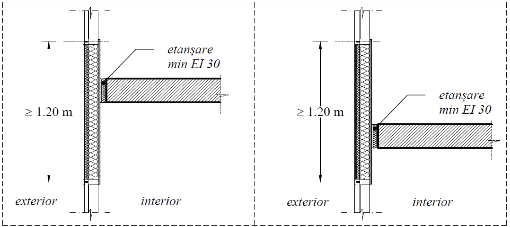 etanșare
min EI 30
≥ 1.20 m
exterior
interior
etanșare
min EI 30
≥ 1.20 m
exterior
interior